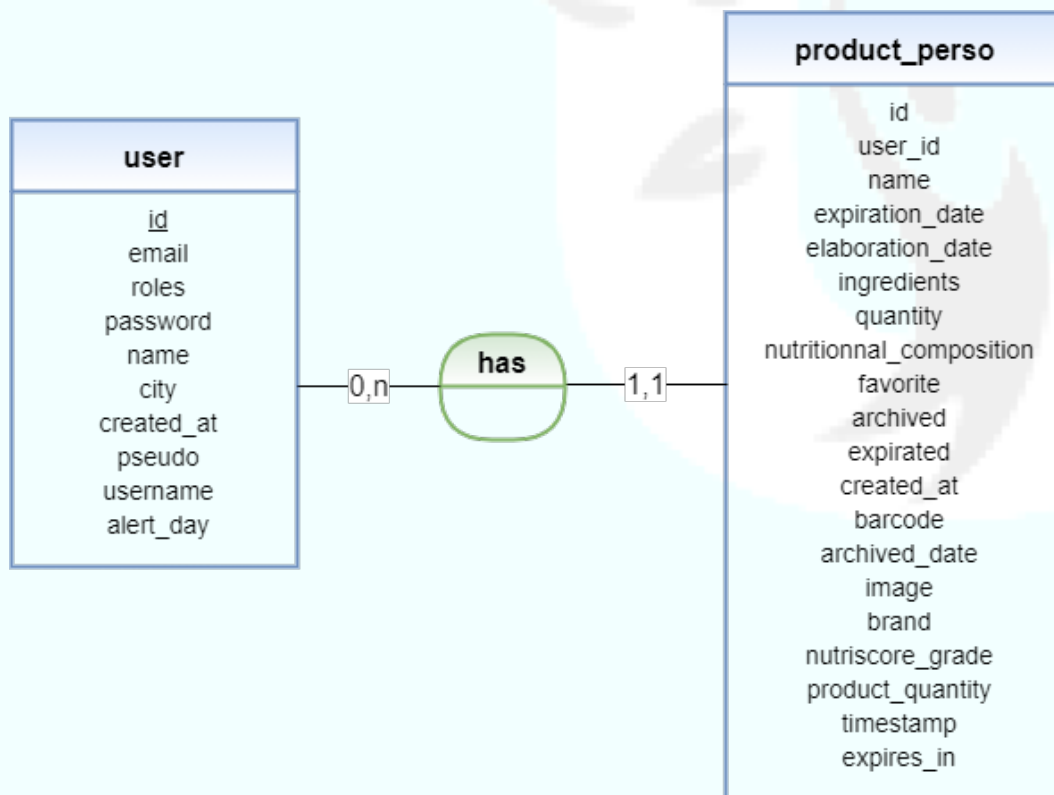 user
id
email
roles
password
name
city
created_at
pseudo
username
alert_day
0,n
has
1,1
product_perso
id
user_id
name
expiration_date
elaboration_date
ingredients
quantity
nutritionnal_composition
favorite
archived
expirated
created_at
barcode
archived_date
image
brand
nutriscore_grade
product_quantity
timestamp
expires_in